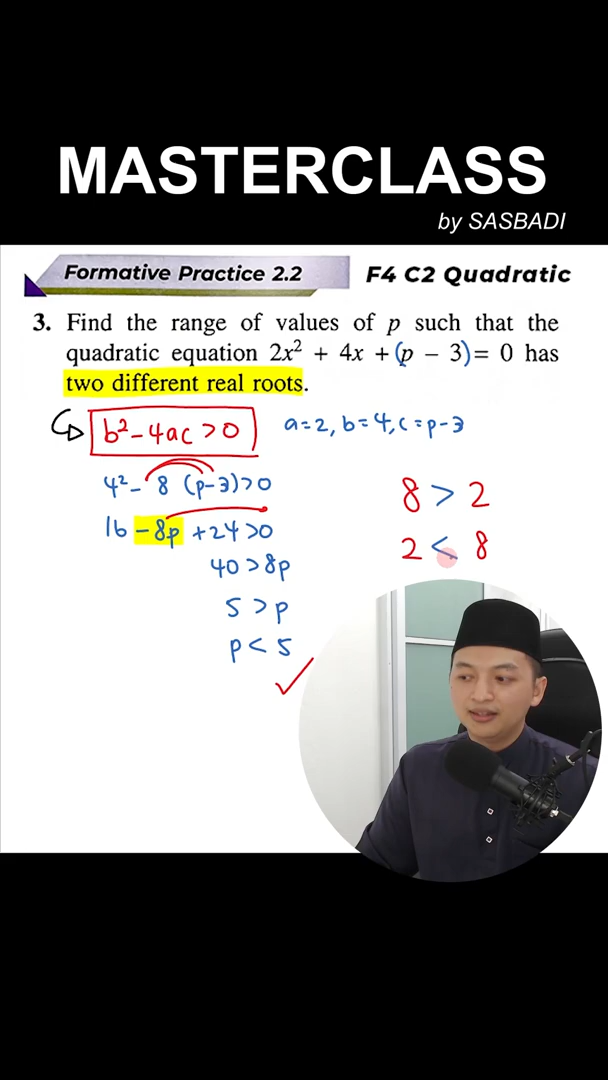 MASTERCLASS
by SASBADI
Formative Practice 2.2
F4 C2 Quadratic
3. Find the range of values of p such that the
quadratic equation 2x² + 4x + (p − 3) = 0 has
two different real roots.
b² − 4ac > 0
a = 2, b = 4, c = p − 3
4² − 8 (p − 3) > 0
16 − 8p + 24 > 0
40 > 8p
5 > p
p < 5
8 > 2
2 < 8